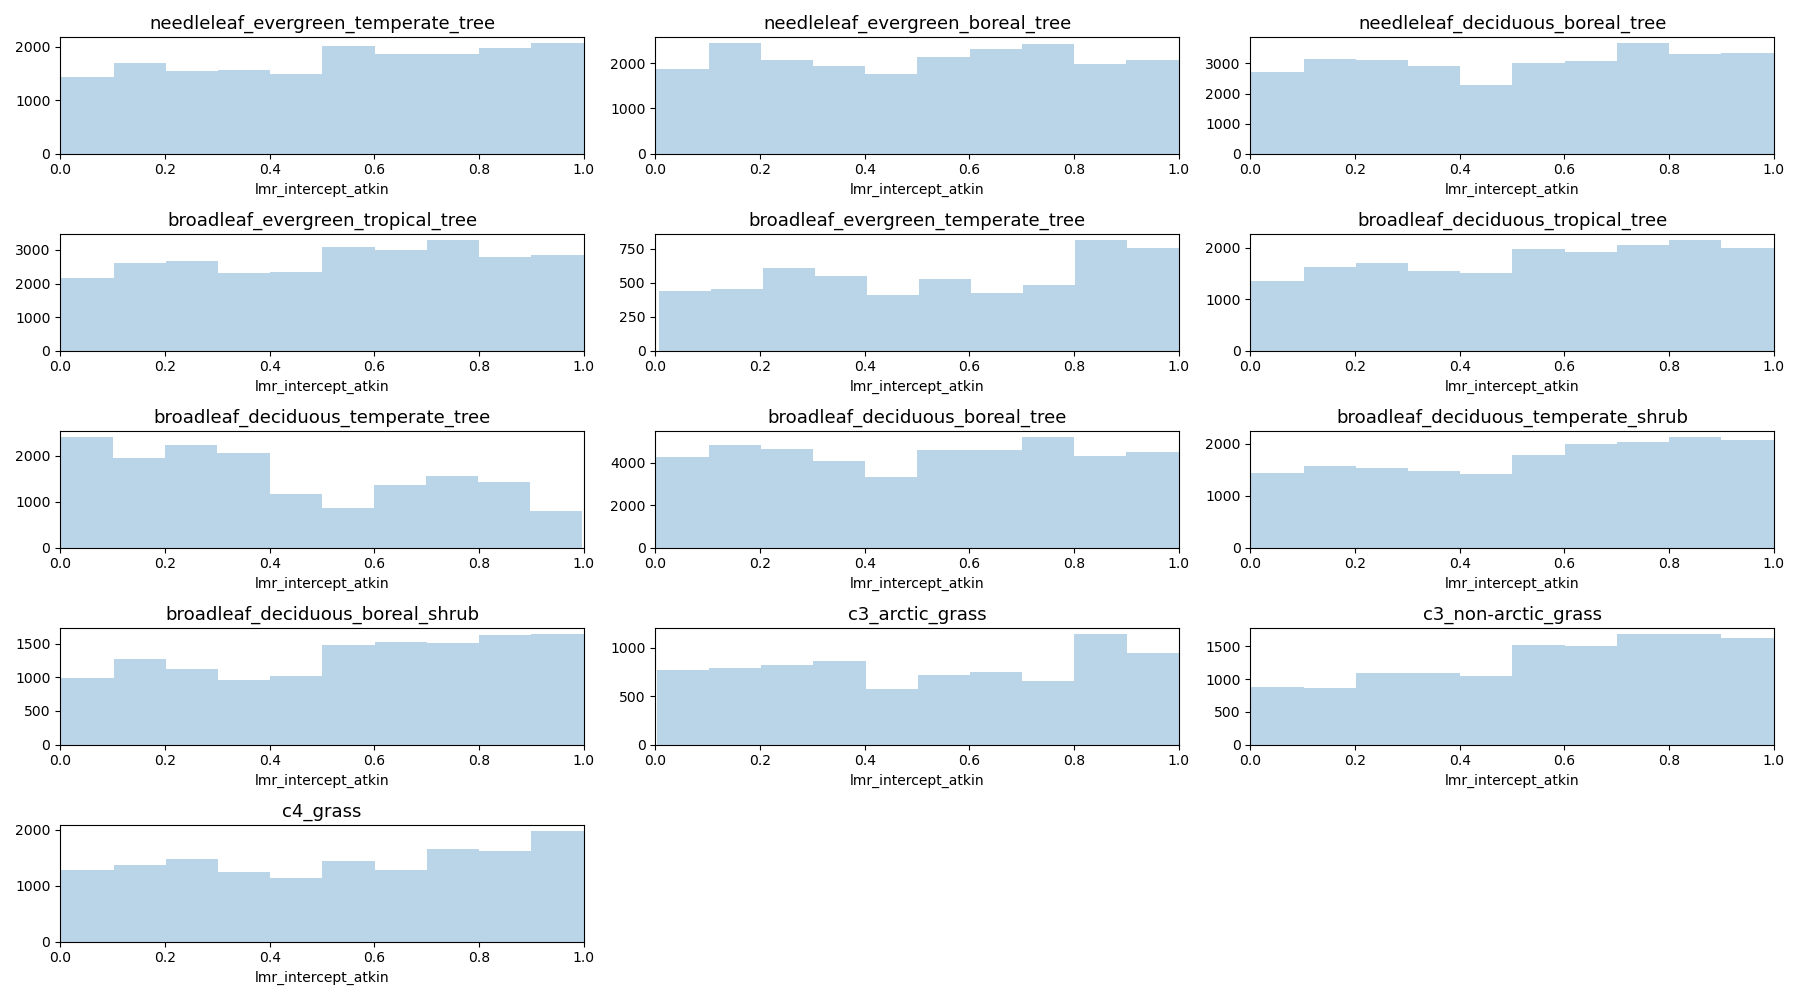 needleleaf_evergreen_temperate_tree
2000
1000
0
0.0 0.2 0.4 0.6 0.8 1.0
lmr_intercept_atkin
needleleaf_evergreen_boreal_tree
2000
1000
0
0.0 0.2 0.4 0.6 0.8 1.0
lmr_intercept_atkin
needleleaf_deciduous_boreal_tree
3000
2000
1000
0
0.0 0.2 0.4 0.6 0.8 1.0
lmr_intercept_atkin
broadleaf_evergreen_tropical_tree
3000
2000
1000
0
0.0 0.2 0.4 0.6 0.8 1.0
lmr_intercept_atkin
broadleaf_evergreen_temperate_tree
750
500
250
0
0.0 0.2 0.4 0.6 0.8 1.0
lmr_intercept_atkin
broadleaf_deciduous_tropical_tree
2000
1000
0
0.0 0.2 0.4 0.6 0.8 1.0
lmr_intercept_atkin
broadleaf_deciduous_temperate_tree
2000
1000
0
0.0 0.2 0.4 0.6 0.8 1.0
lmr_intercept_atkin
broadleaf_deciduous_boreal_tree
4000
2000
0
0.0 0.2 0.4 0.6 0.8 1.0
lmr_intercept_atkin
broadleaf_deciduous_temperate_shrub
2000
1000
0
0.0 0.2 0.4 0.6 0.8 1.0
lmr_intercept_atkin
broadleaf_deciduous_boreal_shrub
1500
1000
500
0
0.0 0.2 0.4 0.6 0.8 1.0
lmr_intercept_atkin
c3_arctic_grass
1000
500
0
0.0 0.2 0.4 0.6 0.8 1.0
lmr_intercept_atkin
c3_non-arctic_grass
1500
1000
500
0
0.0 0.2 0.4 0.6 0.8 1.0
lmr_intercept_atkin
c4_grass
2000
1000
0
0.0 0.2 0.4 0.6 0.8 1.0
lmr_intercept_atkin